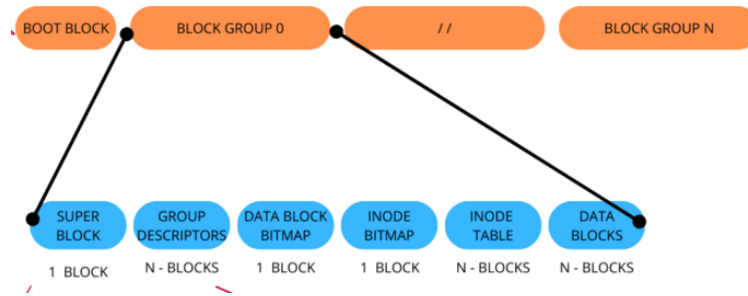 BOOT BLOCK
BLOCK GROUP 0
/ /
BLOCK GROUP N
SUPER
BLOCK
GROUP
DESCRIPTORS
DATA BLOCK
BITMAP
INODE
BITMAP
INODE
TABLE
DATA
BLOCKS
1 BLOCK
N - BLOCKS
1 BLOCK
1 BLOCK
N - BLOCKS
N - BLOCKS